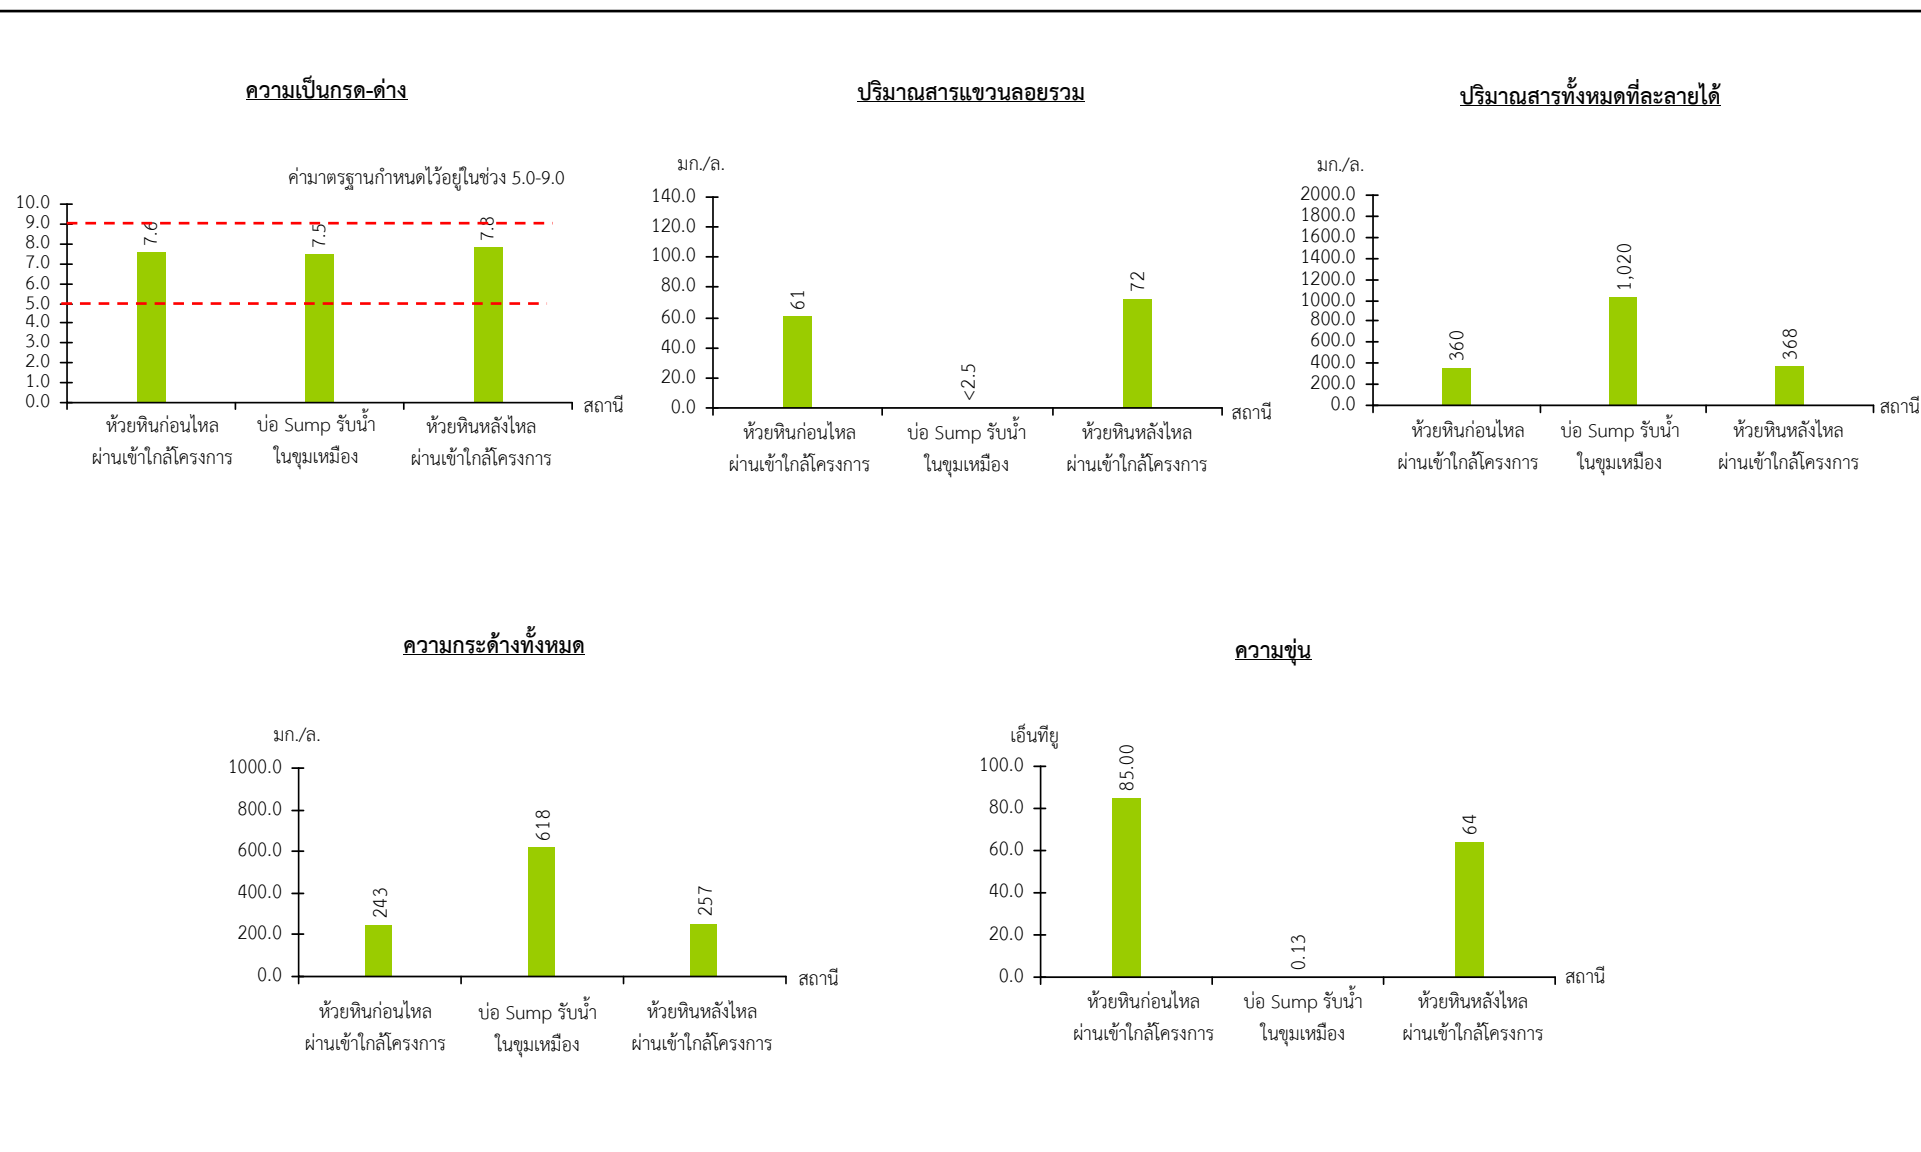 ความเป็นกรด-ด่าง
ค่ามาตรฐานกำหนดไว้อยู่ในช่วง 5.0-9.0
10.0
9.0
8.0
7.0
6.0
5.0
4.0
3.0
2.0
1.0
0.0
7.6
7.5
7.8
สถานี
ห้วยหินก่อนไหล
ผ่านเข้าใกล้โครงการ
บ่อ Sump รับน้ำ
ในขุมเหมือง
ห้วยหินหลังไหล
ผ่านเข้าใกล้โครงการ
ปริมาณสารแขวนลอยรวม
มก./ล.
140.0
120.0
100.0
80.0
60.0
40.0
20.0
0.0
61
<2.5
72
สถานี
ห้วยหินก่อนไหล
ผ่านเข้าใกล้โครงการ
บ่อ Sump รับน้ำ
ในขุมเหมือง
ห้วยหินหลังไหล
ผ่านเข้าใกล้โครงการ
ปริมาณสารทั้งหมดที่ละลายได้
มก./ล.
2000.0
1800.0
1600.0
1400.0
1200.0
1000.0
800.0
600.0
400.0
200.0
0.0
360
1,020
368
สถานี
ห้วยหินก่อนไหล
ผ่านเข้าใกล้โครงการ
บ่อ Sump รับน้ำ
ในขุมเหมือง
ห้วยหินหลังไหล
ผ่านเข้าใกล้โครงการ
ความกระด้างทั้งหมด
มก./ล.
1000.0
800.0
600.0
400.0
200.0
0.0
243
618
257
สถานี
ห้วยหินก่อนไหล
ผ่านเข้าใกล้โครงการ
บ่อ Sump รับน้ำ
ในขุมเหมือง
ห้วยหินหลังไหล
ผ่านเข้าใกล้โครงการ
ความขุ่น
เอ็นทียู
100.0
80.0
60.0
40.0
20.0
0.0
85.00
0.13
64
สถานี
ห้วยหินก่อนไหล
ผ่านเข้าใกล้โครงการ
บ่อ Sump รับน้ำ
ในขุมเหมือง
ห้วยหินหลังไหล
ผ่านเข้าใกล้โครงการ